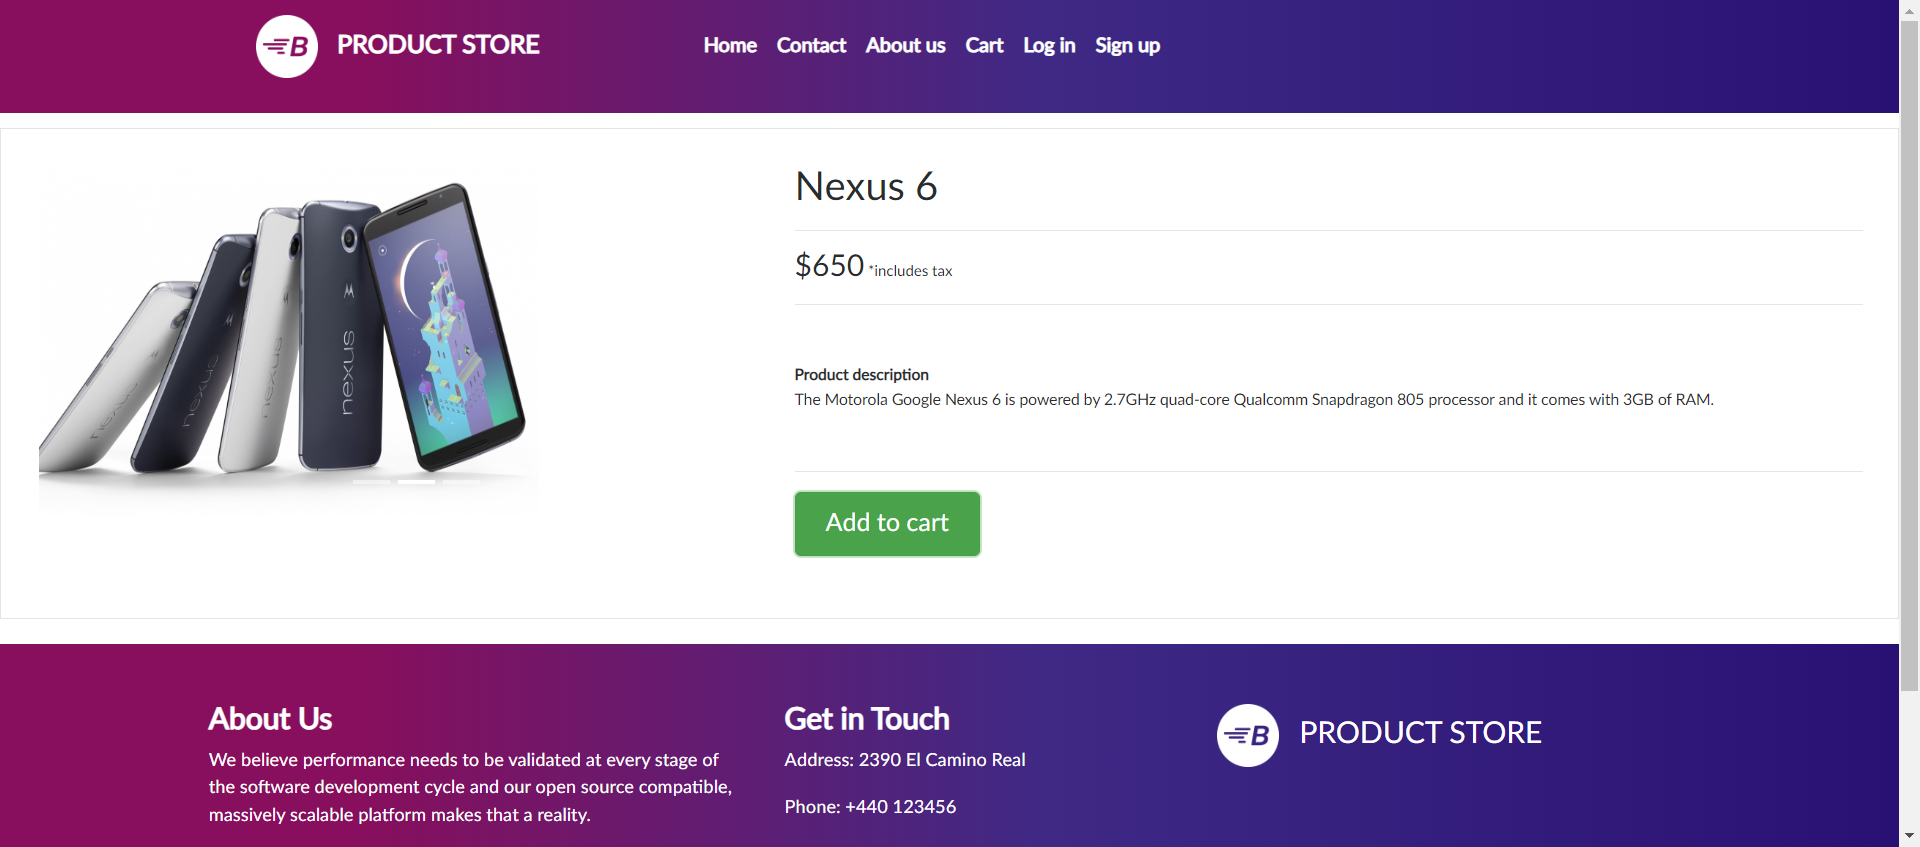 B PRODUCT STORE
Home Contact About us Cart Log in Sign up
Nexus 6
$650 *includes tax
nexus
nexus
nexus
nexus
Product description
The Motorola Google Nexus 6 is powered by 2.7GHz quad-core Qualcomm Snapdragon 805 processor and it comes with 3GB of RAM.
Add to cart
About Us
We believe performance needs to be validated at every stage of
the software development cycle and our open source compatible,
massively scalable platform makes that a reality.
Get in Touch
Address: 2390 El Camino Real
Phone: +440 123456
B PRODUCT STORE